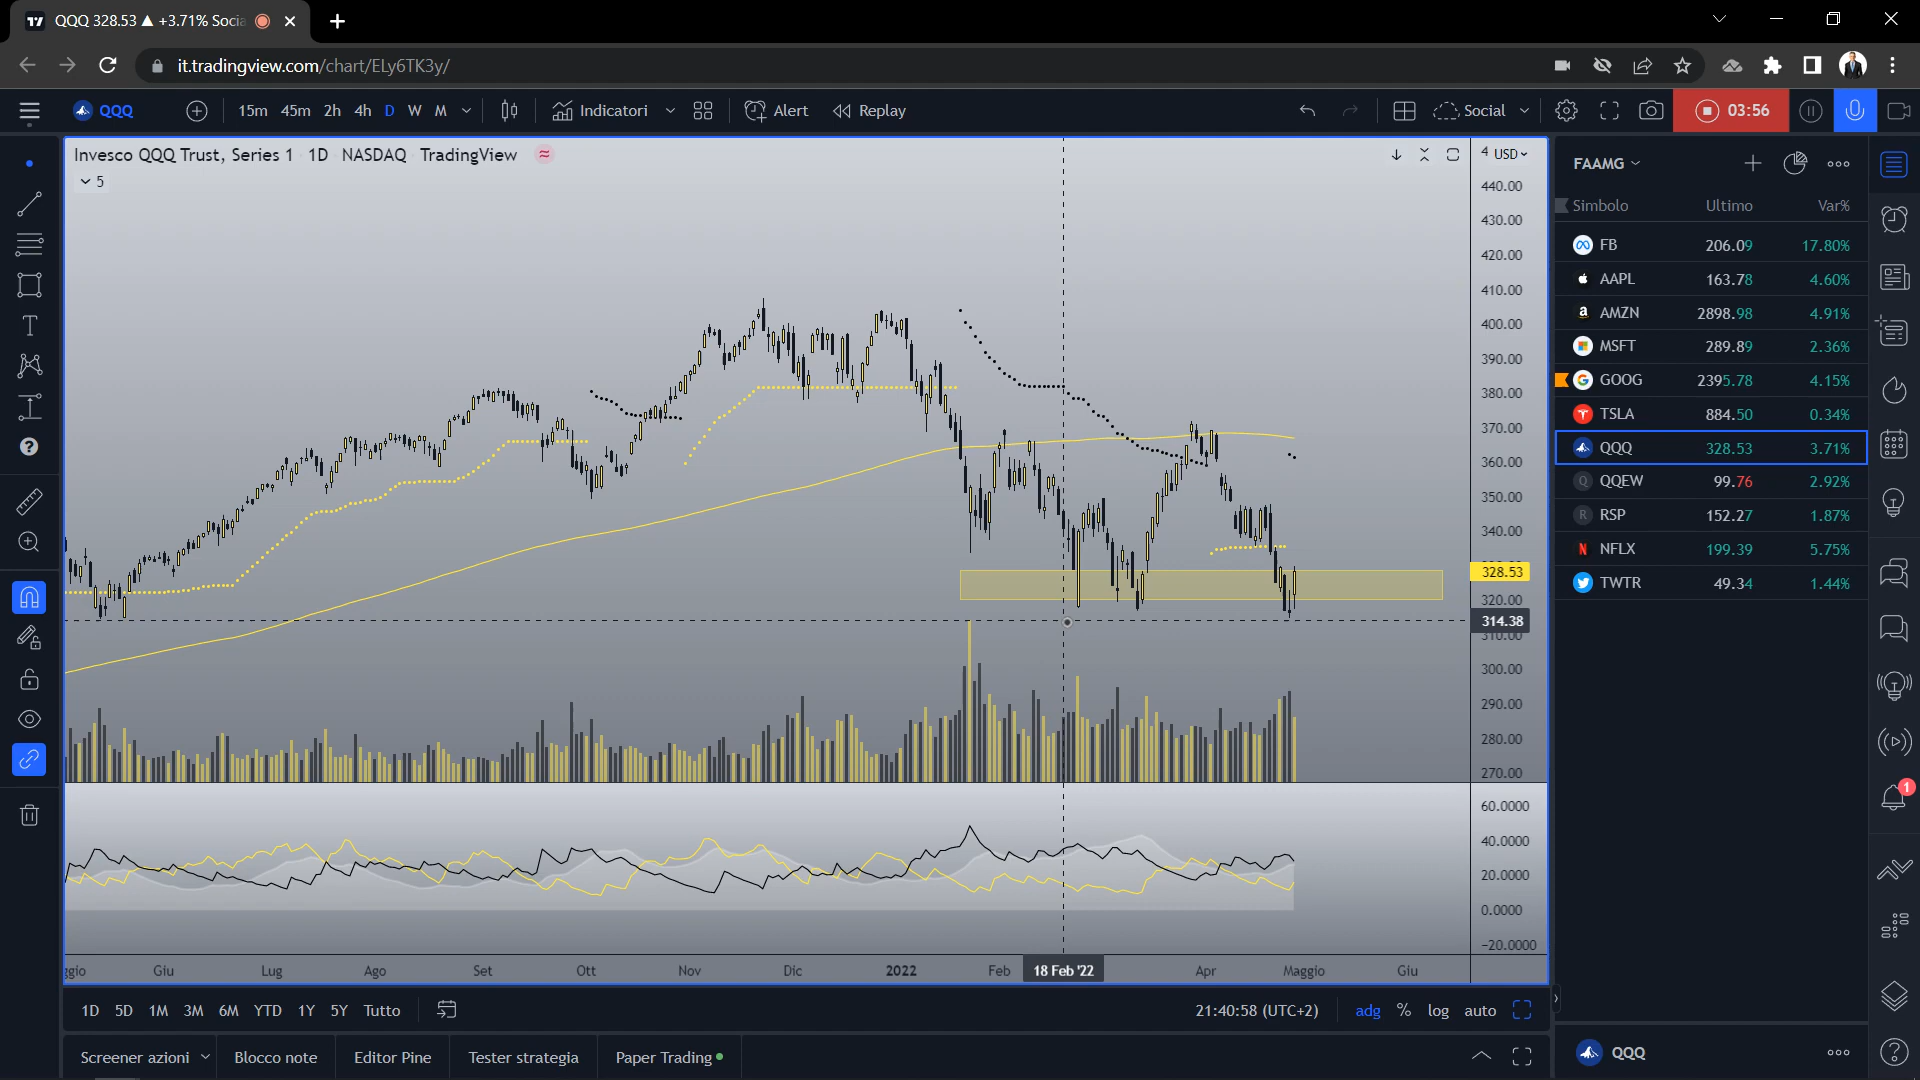 QQQ 328.53 ▲ +3.71% Socia
it.tradingview.com/chart/ELy6TK3y/
QQQ 15m 45m 2h 4h D W M Indicatori Alert Replay Social 03:56
Invesco QQQ Trust, Series 1 1D NASDAQ TradingView
5
4 USD
440.00
430.00
420.00
410.00
400.00
390.00
380.00
370.00
360.00
350.00
340.00
328.53
320.00
314.38
310.00
300.00
290.00
280.00
270.00
60.0000
40.0000
20.0000
0.0000
−20.0000
ggio Giu Lug Ago Set Ott Nov Dic 2022 Feb 18 Feb '22 Apr Maggio Giu
1D 5D 1M 3M 6M YTD 1Y 5Y Tutto 21:40:58 (UTC+2) adg % log auto
Screener azioni Blocco note Editor Pine Tester strategia Paper Trading
FAAMG
Simbolo Ultimo Var%
FB 206.09 17.80%
AAPL 163.78 4.60%
AMZN 2898.98 4.91%
MSFT 289.89 2.36%
GOOG 2395.78 4.15%
TSLA 884.50 0.34%
QQQ 328.53 3.71%
Q QQEW 99.76 2.92%
R RSP 152.27 1.87%
NFLX 199.39 5.75%
TWTR 49.34 1.44%
1
QQQ